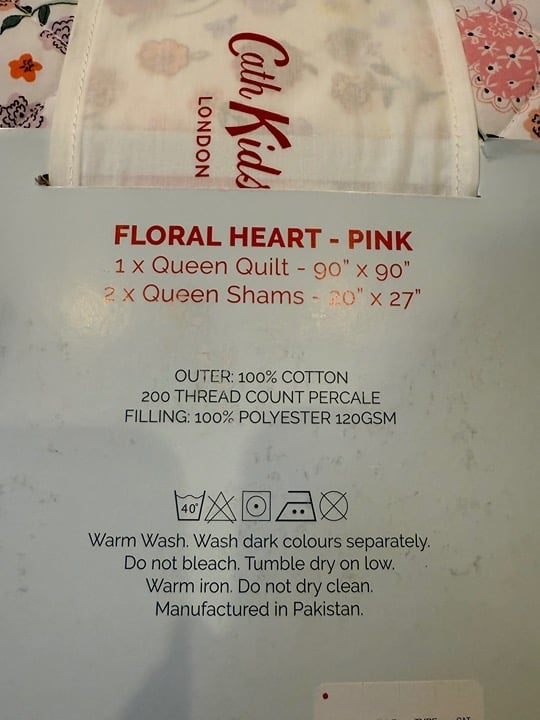 Cath Kids
LONDON
FLORAL HEART - PINK
1 x Queen Quilt - 90” x 90”
2 x Queen Shams - 20” x 27”
OUTER: 100% COTTON
200 THREAD COUNT PERCALE
FILLING: 100% POLYESTER 120GSM
40°
Warm Wash. Wash dark colours separately.
Do not bleach. Tumble dry on low.
Warm iron. Do not dry clean.
Manufactured in Pakistan.